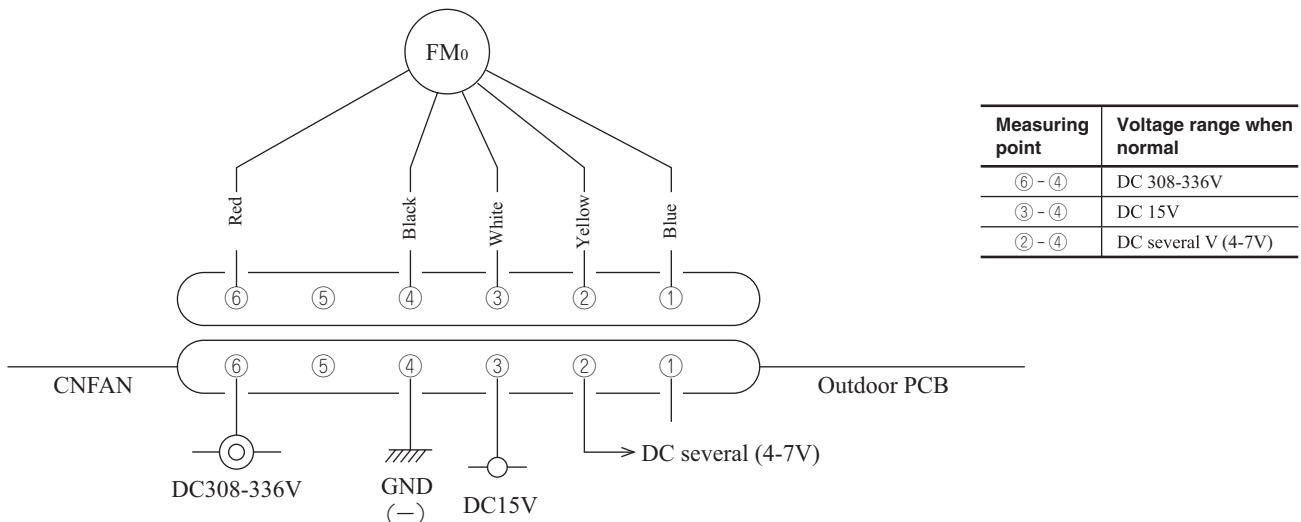 FM0
Red
Black
White
Yellow
Blue
⑥ ⑤ ④ ③ ② ①
⑥ ⑤ ④ ③ ② ①
CNFAN
Outdoor PCB
DC308-336V
GND
(−)
DC15V
DC several (4-7V)
Measuring point
Voltage range when normal
⑥ - ④ DC 308-336V
③ - ④ DC 15V
② - ④ DC several V (4-7V)